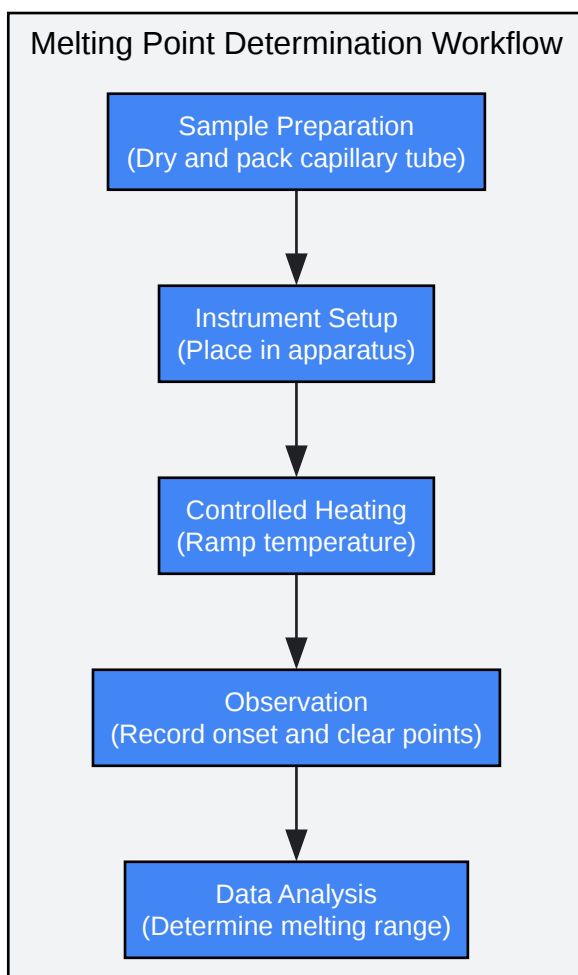 Melting Point Determination Workflow
Sample Preparation
(Dry and pack capillary tube)
Instrument Setup
(Place in apparatus)
Controlled Heating
(Ramp temperature)
Observation
(Record onset and clear points)
Data Analysis
(Determine melting range)